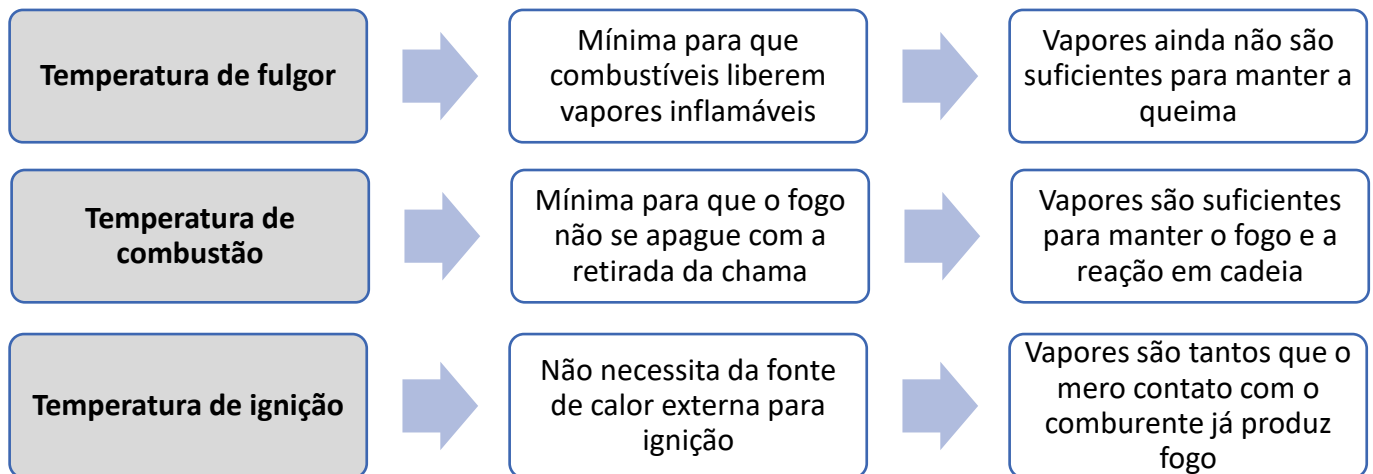 Temperatura de fulgor
Mínima para que
combustíveis liberem
vapores inflamáveis
Vapores ainda não são
suficientes para manter a
queima
Temperatura de
combustão
Mínima para que o fogo
não se apague com a
retirada da chama
Vapores são suficientes
para manter o fogo e a
reação em cadeia
Temperatura de ignição
Não necessita da fonte
de calor externa para
ignição
Vapores são tantos que o
mero contato com o
comburente já produz
fogo